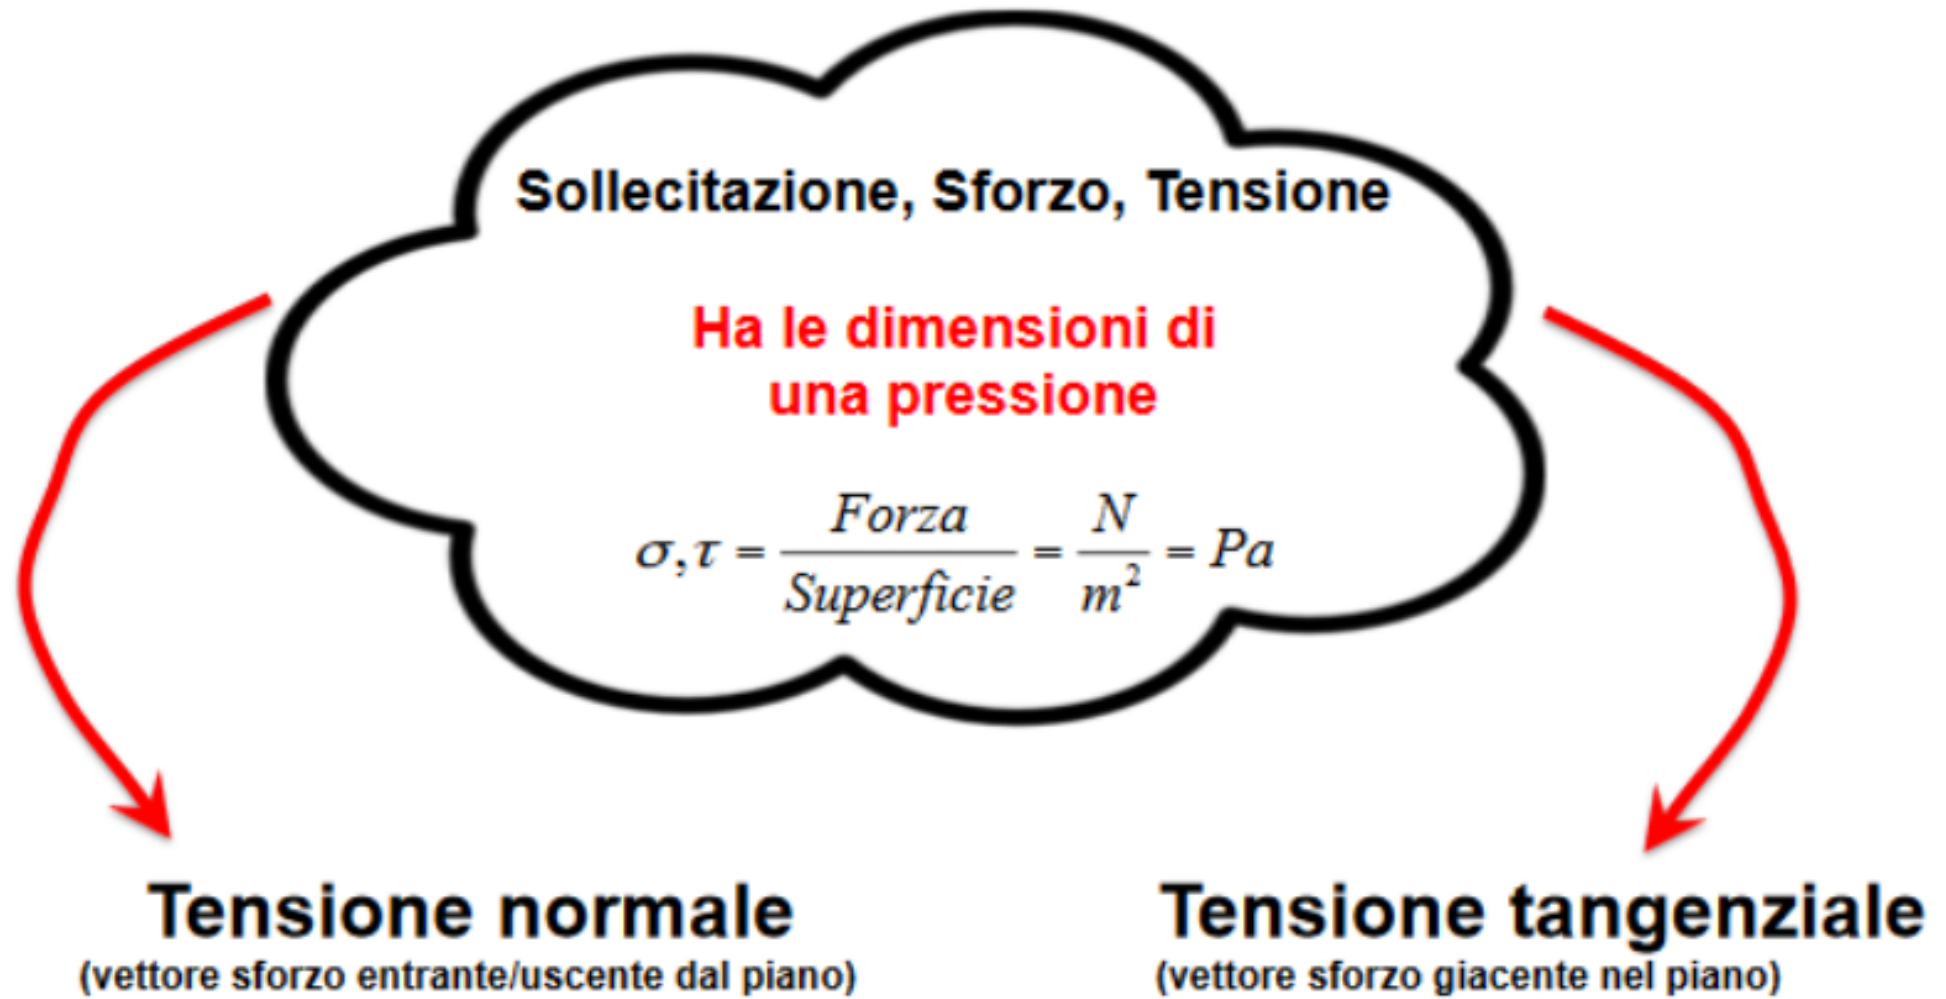 Sollecitazione, Sforzo, Tensione
Ha le dimensioni di
una pressione
σ,τ = Forza/Superficie = N/m² = Pa
Tensione normale
(vettore sforzo entrante/uscente dal piano)
Tensione tangenziale
(vettore sforzo giacente nel piano)